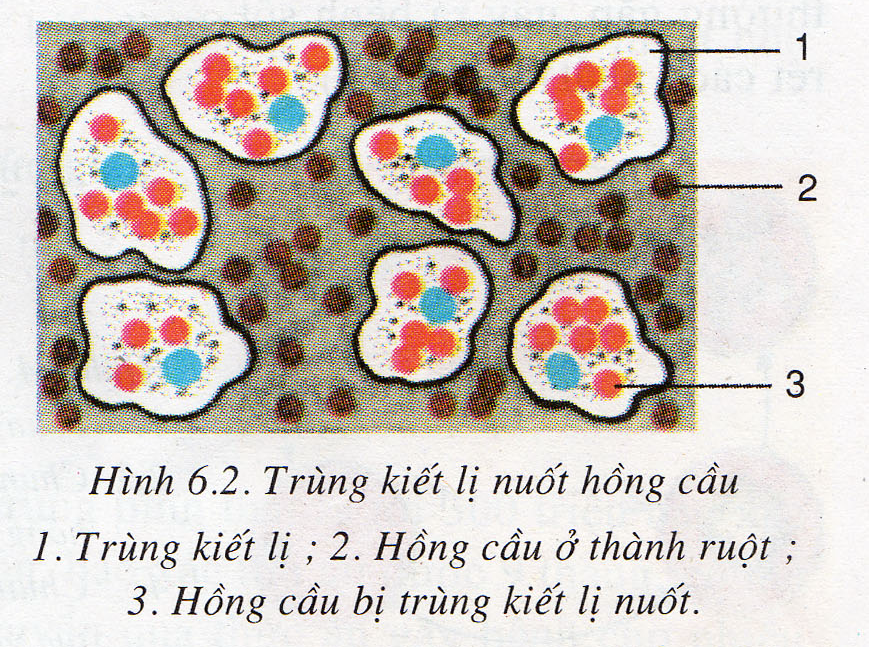 1
2
3
Hình 6.2. Trùng kiết lị nuốt hồng cầu
1. Trùng kiết lị ; 2. Hồng cầu ở thành ruột ;
3. Hồng cầu bị trùng kiết lị nuốt.